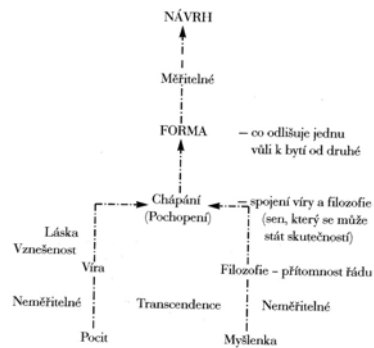 NÁVRH
Měřitelné
FORMA
– co odlišuje jednu
vůli k bytí od druhé
Chápání
(Pochopení)
– spojení víry a filozofie
(sen, který se může
stát skutečností)
Láska
Vznešenost
Víra
Filozofie – přítomnost řádu
Neměřitelné
Transcendence
Neměřitelné
Pocit
Myšlenka